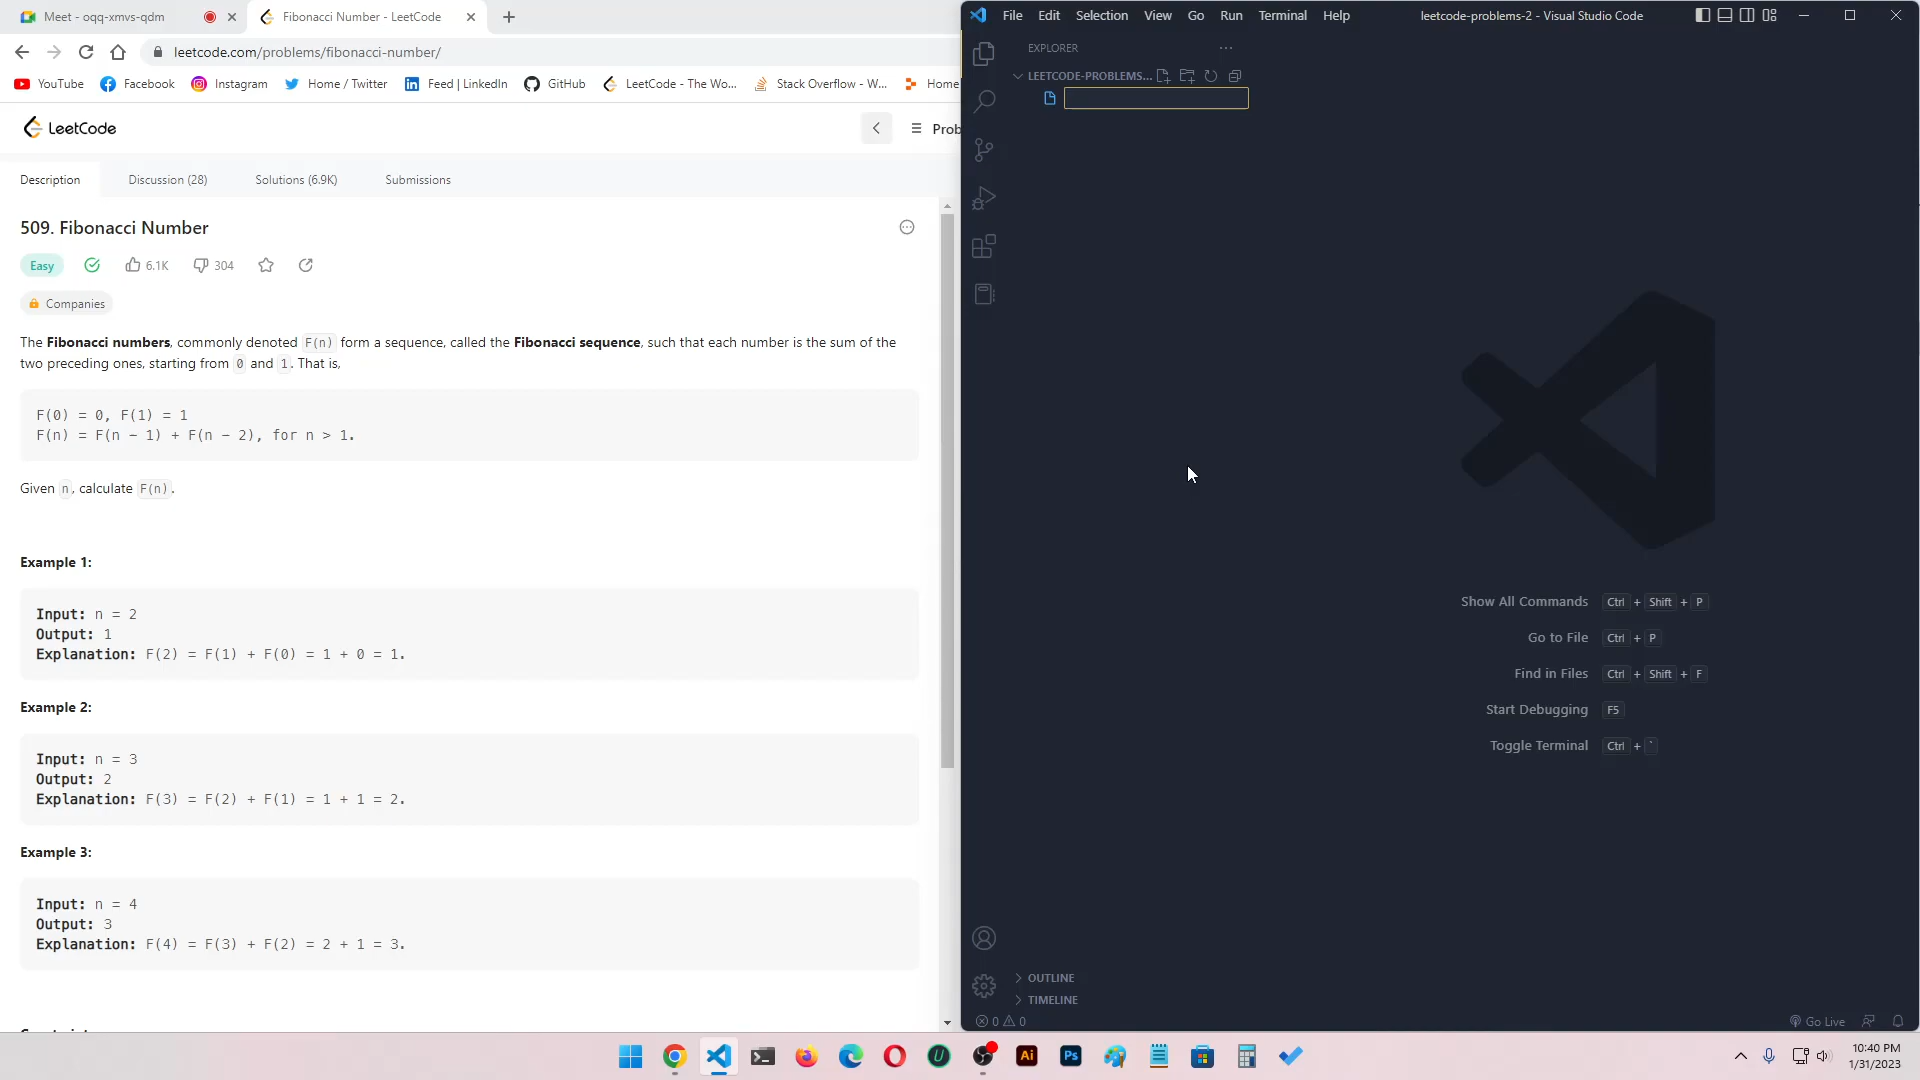 Meet - oqq-xmvs-qdm
Fibonacci Number - LeetCode
leetcode.com/problems/fibonacci-number/
YouTube
Facebook
Instagram
Home / Twitter
Feed | LinkedIn
GitHub
LeetCode - The Wo...
Stack Overflow - W...
Home
LeetCode
Prob
Description
Discussion (28)
Solutions (6.9K)
Submissions
509. Fibonacci Number
Easy
6.1K
304
Companies
The Fibonacci numbers, commonly denoted F(n) form a sequence, called the Fibonacci sequence, such that each number is the sum of the
two preceding ones, starting from 0 and 1. That is,
F(0) = 0, F(1) = 1
F(n) = F(n - 1) + F(n - 2), for n > 1.
Given n, calculate F(n).
Example 1:
Input: n = 2
Output: 1
Explanation: F(2) = F(1) + F(0) = 1 + 0 = 1.
Example 2:
Input: n = 3
Output: 2
Explanation: F(3) = F(2) + F(1) = 1 + 1 = 2.
Example 3:
Input: n = 4
Output: 3
Explanation: F(4) = F(3) + F(2) = 2 + 1 = 3.
File Edit Selection View Go Run Terminal Help
leetcode-problems-2 - Visual Studio Code
EXPLORER
LEETCODE-PROBLEMS...
Show All Commands Ctrl + Shift + P
Go to File Ctrl + P
Find in Files Ctrl + Shift + F
Start Debugging F5
Toggle Terminal Ctrl + `
OUTLINE
TIMELINE
0 0
Go Live
Ai
Ps
10:40 PM
1/31/2023